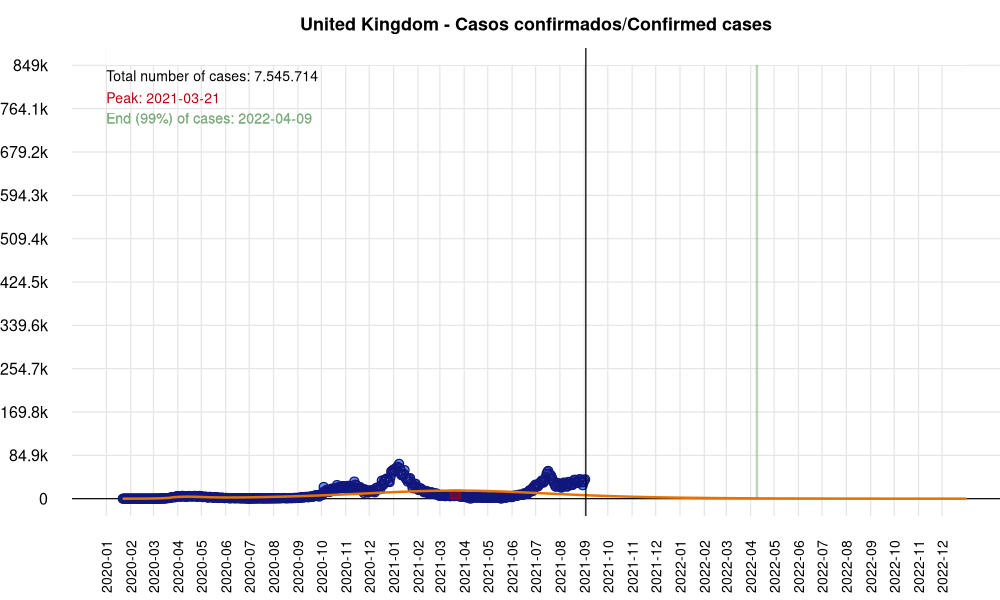 United Kingdom - Casos confirmados/Confirmed cases
849k
Total number of cases: 7.545.714
Peak: 2021-03-21
764.1k
End (99%) of cases: 2022-04-09
679.2k
594.3k
509.4k
424.5k
339.6k
254.7k
169.8k
84.9k
0
2020-01
2020-02
2020-03
2020-04
2020-05
2020-06
2020-07
2020-08
2020-09
2020-10
2020-11
2020-12
2021-01
2021-02
2021-03
2021-04
2021-05
2021-06
2021-07
2021-08
2021-09
2021-10
2021-11
2021-12
2022-01
2022-02
2022-03
2022-04
2022-05
2022-06
2022-07
2022-08
2022-09
2022-10
2022-11
2022-12